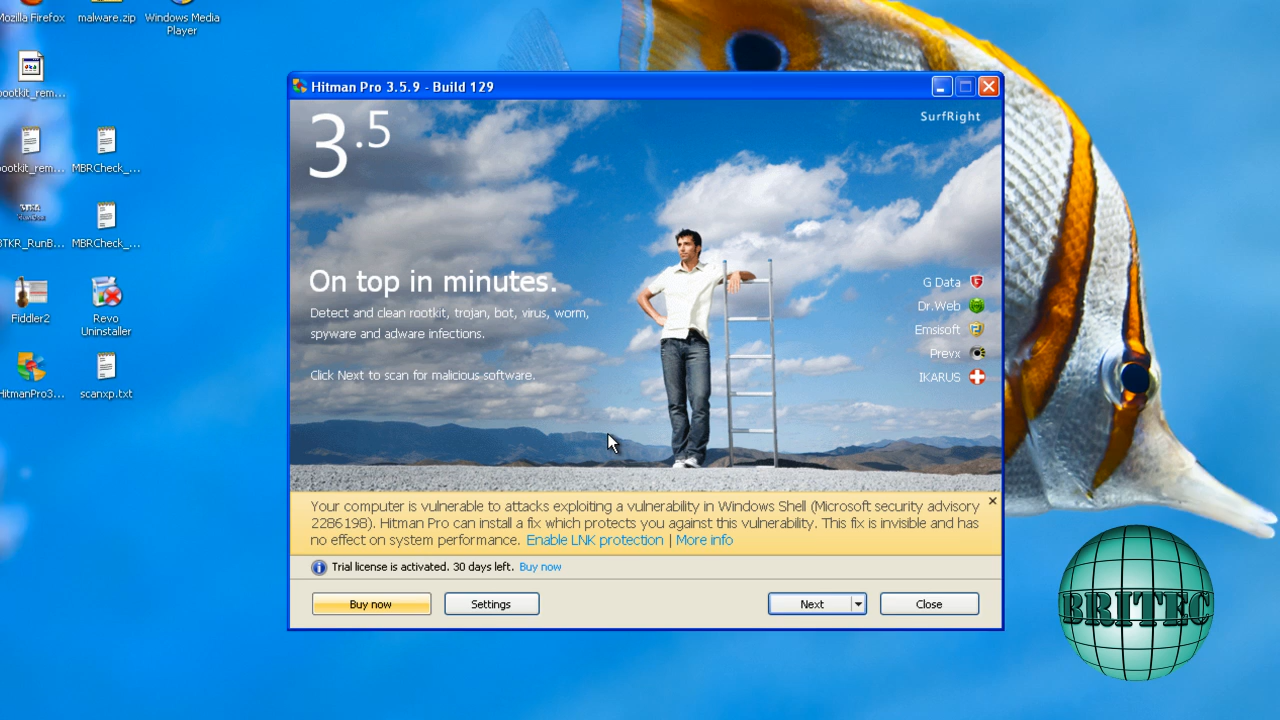 Mozilla Firefox
malware.zip
Windows Media
Player
bootkit_rem...
bootkit_rem...
MBRCheck_...
MBRCheck_...
Fiddler2
Revo
Uninstaller
HitmanPro3...
scanxp.txt
Hitman Pro 3.5.9 - Build 129
3.5
SurfRight
On top in minutes.
Detect and clean rootkit, trojan, bot, virus, worm,
spyware and adware infections.
Click Next to scan for malicious software.
G Data
Dr.Web
Emsisoft
Prevx
IKARUS
Your computer is vulnerable to attacks exploiting a vulnerability in Windows Shell (Microsoft security advisory
2286198). Hitman Pro can install a fix which protects you against this vulnerability. This fix is invisible and has
no effect on system performance. Enable LNK protection | More info
Trial license is activated. 30 days left. Buy now
Buy now
Settings
Next
Close
BRITEC